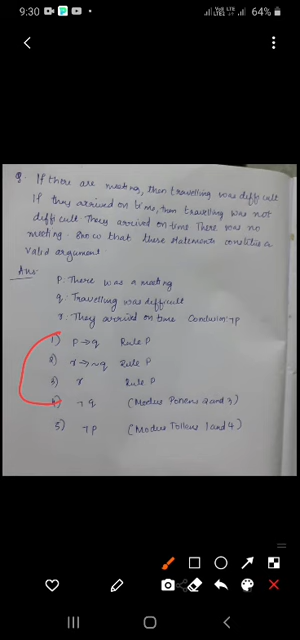 9:30 64%
Q. If there are meeting, then travelling was difficult
If they arrived on time, then travelling was not
difficult. They arrived on time. There was no
meeting. Show that these statements constitute a
valid argument
Ans:
P: There was a meeting
q: Travelling was difficult
r: They arrived on time Conclusion: ¬P
1) P → q Rule P
2) r → ~q Rule P
3) r Rule P
4) ¬q (Modus Ponens 2 and 3)
5) ¬P (Modus Tollens 1 and 4)